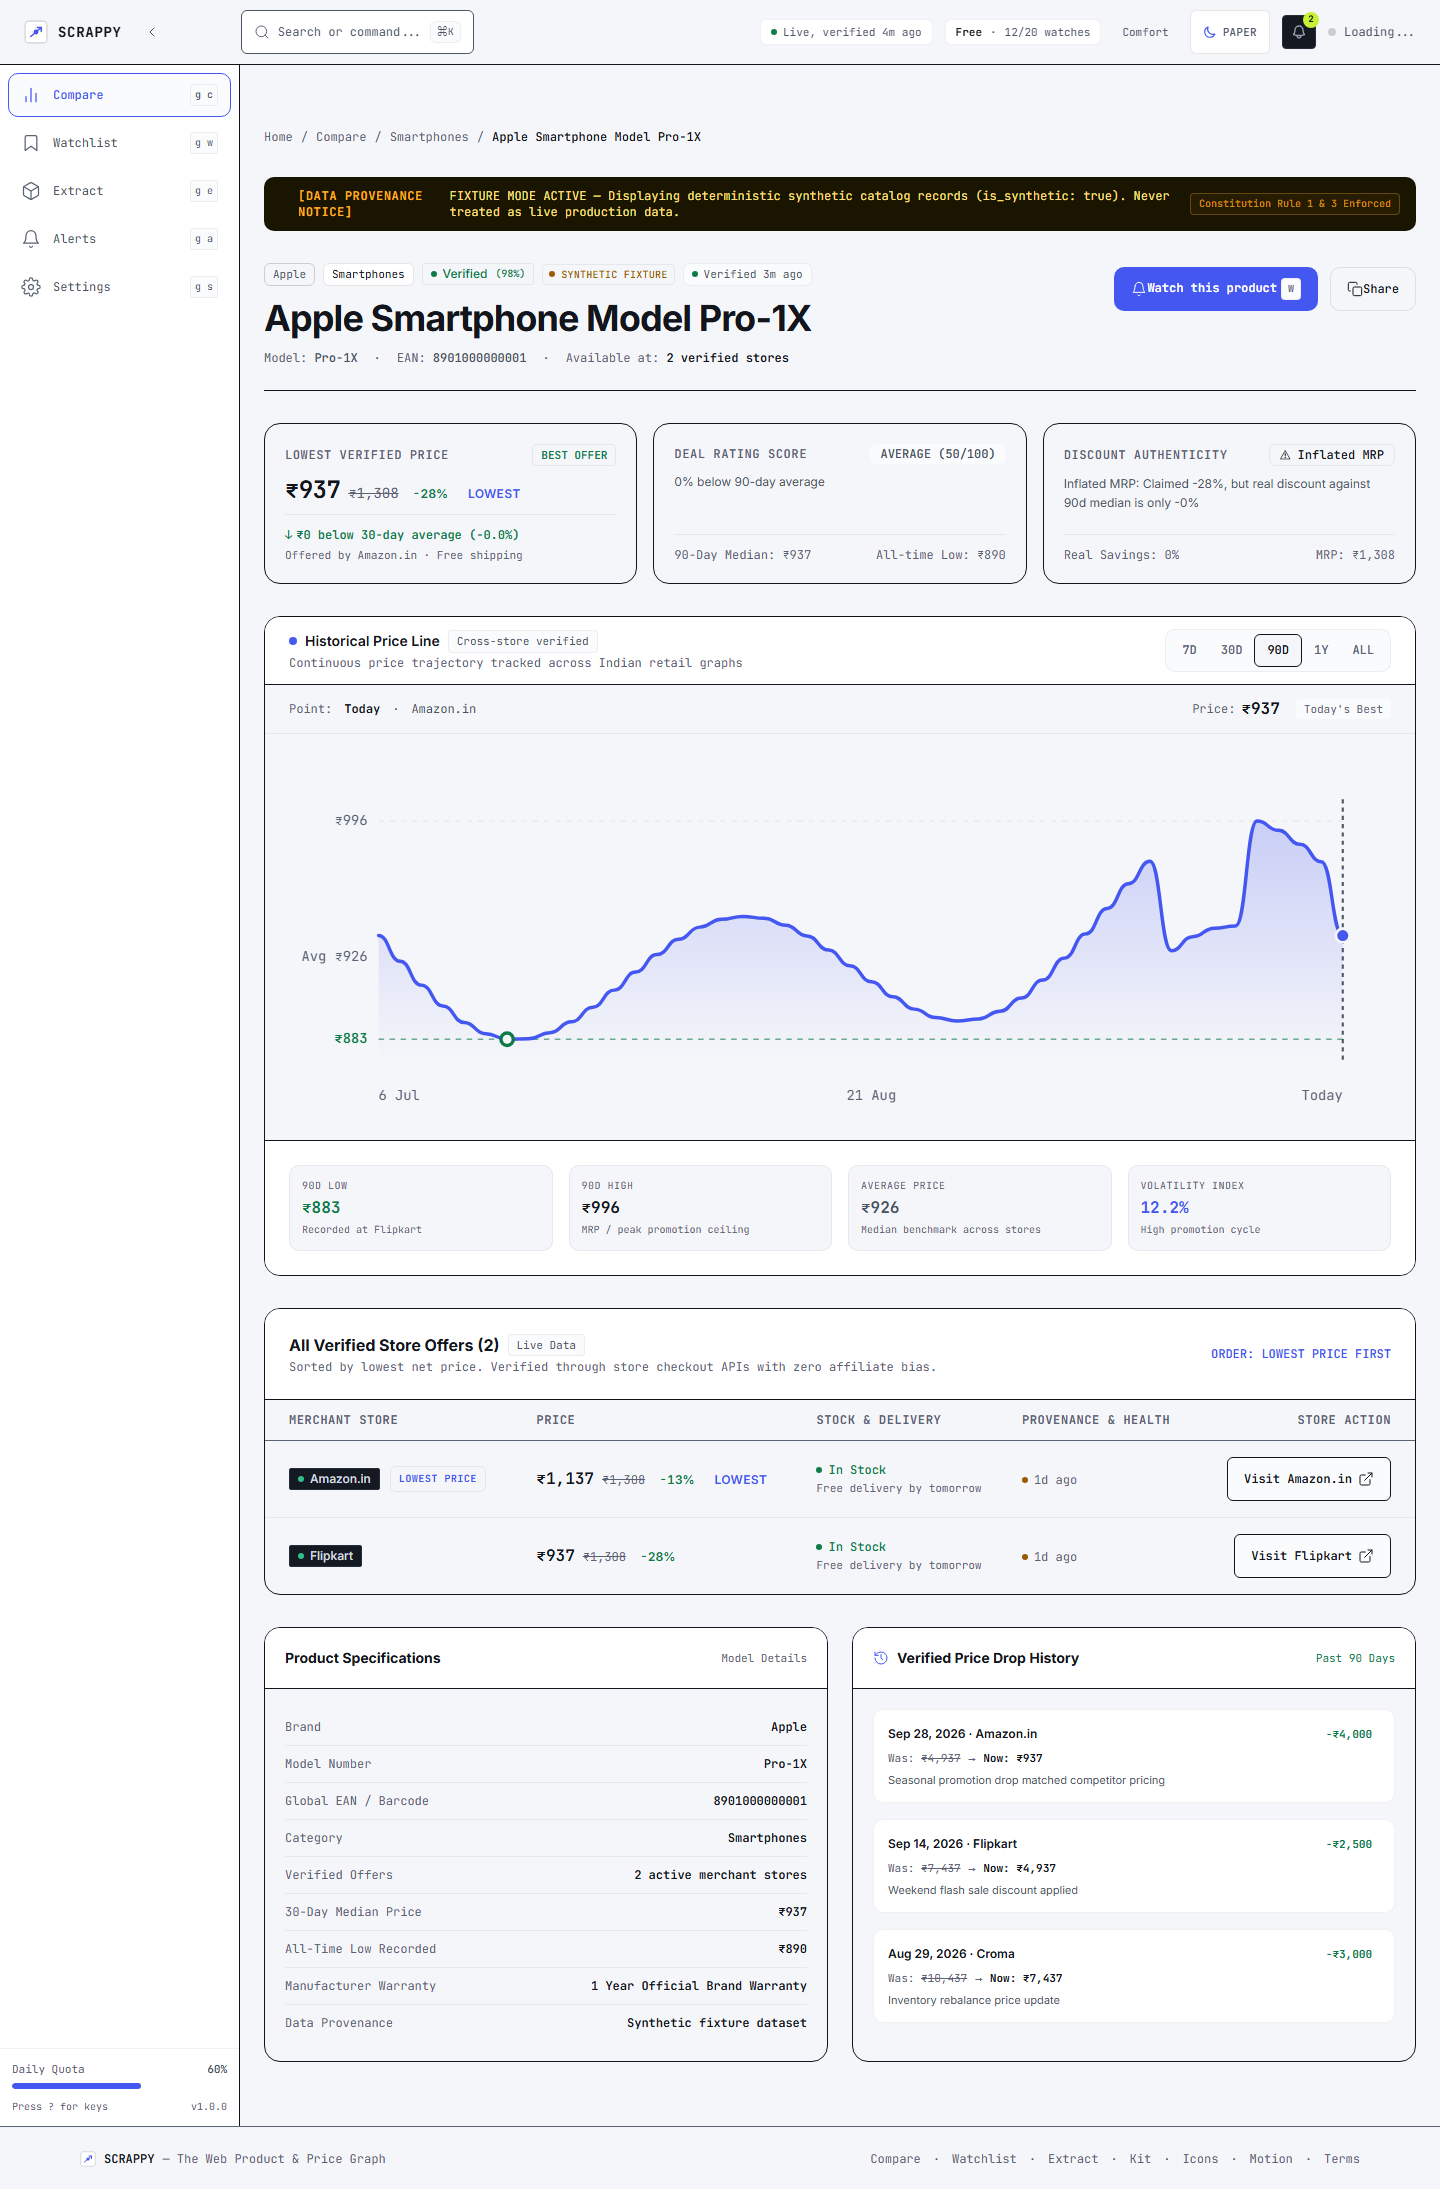 SCRAPPY
Search or command... ⌘K
Live, verified 4m ago
Free · 12/20 watches
Comfort
PAPER
2
Loading...
Compare g c
Watchlist g w
Extract g e
Alerts g a
Settings g s
Home / Compare / Smartphones / Apple Smartphone Model Pro-1X
[DATA PROVENANCE NOTICE]
FIXTURE MODE ACTIVE — Displaying deterministic synthetic catalog records (is_synthetic: true). Never
treated as live production data.
Constitution Rule 1 & 3 Enforced
Apple Smartphones Verified (98%) SYNTHETIC FIXTURE Verified 3m ago
Watch this product W
Share
Apple Smartphone Model Pro-1X
Model: Pro-1X · EAN: 8901000000001 · Available at: 2 verified stores
LOWEST VERIFIED PRICE BEST OFFER
₹937 ₹1,308 -28% LOWEST
↓ ₹0 below 30-day average (-0.0%)
Offered by Amazon.in · Free shipping
DEAL RATING SCORE AVERAGE (50/100)
0% below 90-day average
90-Day Median: ₹937 All-time Low: ₹890
DISCOUNT AUTHENTICITY ⚠ Inflated MRP
Inflated MRP: Claimed -28%, but real discount against
90d median is only -0%
Real Savings: 0% MRP: ₹1,308
Historical Price Line Cross-store verified
Continuous price trajectory tracked across Indian retail graphs
7D 30D 90D 1Y ALL
Point: Today · Amazon.in
Price: ₹937 Today's Best
₹996
Avg ₹926
₹883
6 Jul 21 Aug Today
90D LOW
₹883
Recorded at Flipkart
90D HIGH
₹996
MRP / peak promotion ceiling
AVERAGE PRICE
₹926
Median benchmark across stores
VOLATILITY INDEX
12.2%
High promotion cycle
All Verified Store Offers (2) Live Data
Sorted by lowest net price. Verified through store checkout APIs with zero affiliate bias.
ORDER: LOWEST PRICE FIRST
MERCHANT STORE PRICE STOCK & DELIVERY PROVENANCE & HEALTH STORE ACTION
Amazon.in LOWEST PRICE ₹1,137 ₹1,308 -13% LOWEST In Stock 1d ago Visit Amazon.in
Free delivery by tomorrow
Flipkart ₹937 ₹1,308 -28% In Stock 1d ago Visit Flipkart
Free delivery by tomorrow
Product Specifications Model Details
Brand Apple
Model Number Pro-1X
Global EAN / Barcode 8901000000001
Category Smartphones
Verified Offers 2 active merchant stores
30-Day Median Price ₹937
All-Time Low Recorded ₹890
Manufacturer Warranty 1 Year Official Brand Warranty
Data Provenance Synthetic fixture dataset
Verified Price Drop History Past 90 Days
Sep 28, 2026 · Amazon.in -₹4,000
Was: ₹4,937 → Now: ₹937
Seasonal promotion drop matched competitor pricing
Sep 14, 2026 · Flipkart -₹2,500
Was: ₹7,437 → Now: ₹4,937
Weekend flash sale discount applied
Aug 29, 2026 · Croma -₹3,000
Was: ₹10,437 → Now: ₹7,437
Inventory rebalance price update
Daily Quota 60%
Press ? for keys v1.0.0
SCRAPPY — The Web Product & Price Graph
Compare · Watchlist · Extract · Kit · Icons · Motion · Terms